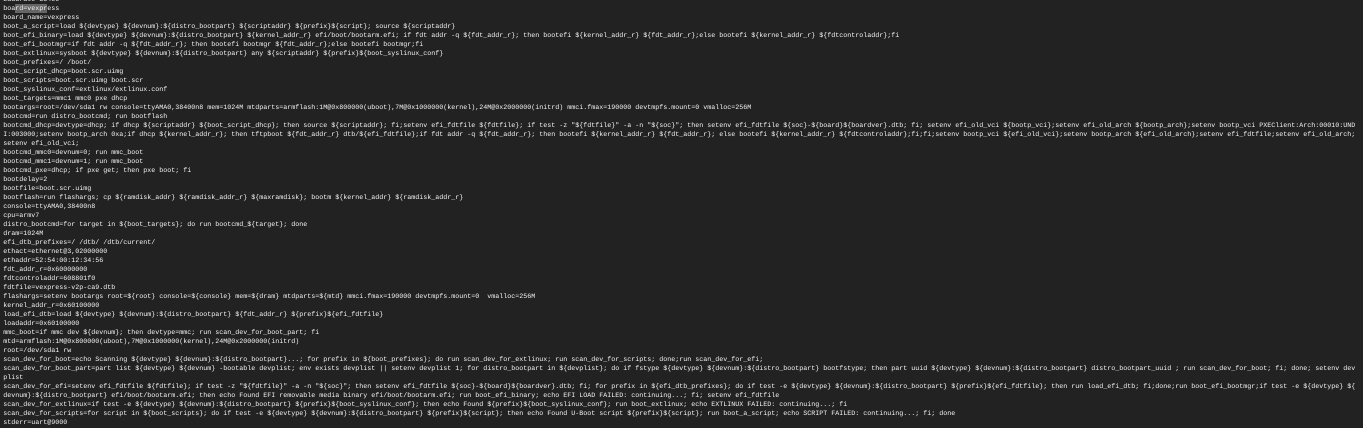 board=vexpress
board_name=vexpress
boot_a_script=load ${devtype} ${devnum}:${distro_bootpart} ${scriptaddr} ${prefix}${script}; source ${scriptaddr}
boot_efi_binary=load ${devtype} ${devnum}:${distro_bootpart} ${kernel_addr_r} efi/boot/bootarm.efi; if fdt addr -q ${fdt_addr_r}; then bootefi ${kernel_addr_r} ${fdt_addr_r};else bootefi ${kernel_addr_r} ${fdtcontroladdr};fi
boot_efi_bootmgr=if fdt addr -q ${fdt_addr_r}; then bootefi bootmgr ${fdt_addr_r};else bootefi bootmgr;fi
boot_extlinux=sysboot ${devtype} ${devnum}:${distro_bootpart} any ${scriptaddr} ${prefix}${boot_syslinux_conf}
boot_prefixes=/ /boot/
boot_script_dhcp=boot.scr.uimg
boot_scripts=boot.scr.uimg boot.scr
boot_syslinux_conf=extlinux/extlinux.conf
boot_targets=mmc1 mmc0 pxe dhcp
bootargs=root=/dev/sda1 rw console=ttyAMA0,38400n8 mem=1024M mtdparts=armflash:1M@0x800000(uboot),7M@0x1000000(kernel),24M@0x2000000(initrd) mmci.fmax=190000 devtmpfs.mount=0 vmalloc=256M
bootcmd=run distro_bootcmd; run bootflash
bootcmd_dhcp=devtype=dhcp; if dhcp ${scriptaddr} ${boot_script_dhcp}; then source ${scriptaddr}; fi;setenv efi_fdtfile ${fdtfile}; if test -z "${fdtfile}" -a -n "${soc}"; then setenv efi_fdtfile ${soc}-${board}${boardver}.dtb; fi; setenv efi_old_vci ${bootp_vci};setenv efi_old_arch ${bootp_arch};setenv bootp_vci PXEClient:Arch:00010:UND
I:003000;setenv bootp_arch 0xa;if dhcp ${kernel_addr_r}; then tftpboot ${fdt_addr_r} dtb/${efi_fdtfile};if fdt addr -q ${fdt_addr_r}; then bootefi ${kernel_addr_r} ${fdt_addr_r}; else bootefi ${kernel_addr_r} ${fdtcontroladdr};fi;fi;setenv bootp_vci ${efi_old_vci};setenv bootp_arch ${efi_old_arch};setenv efi_fdtfile;setenv efi_old_arch;
setenv efi_old_vci;
bootcmd_mmc0=devnum=0; run mmc_boot
bootcmd_mmc1=devnum=1; run mmc_boot
bootcmd_pxe=dhcp; if pxe get; then pxe boot; fi
bootdelay=2
bootfile=boot.scr.uimg
bootflash=run flashargs; cp ${ramdisk_addr} ${ramdisk_addr_r} ${maxramdisk}; bootm ${kernel_addr} ${ramdisk_addr_r}
console=ttyAMA0,38400n8
cpu=armv7
distro_bootcmd=for target in ${boot_targets}; do run bootcmd_${target}; done
dram=1024M
efi_dtb_prefixes=/ /dtb/ /dtb/current/
ethact=ethernet@3,02000000
ethaddr=52:54:00:12:34:56
fdt_addr_r=0x60000000
fdtcontroladdr=608801f0
fdtfile=vexpress-v2p-ca9.dtb
flashargs=setenv bootargs root=${root} console=${console} mem=${dram} mtdparts=${mtd} mmci.fmax=190000 devtmpfs.mount=0  vmalloc=256M
kernel_addr_r=0x60100000
load_efi_dtb=load ${devtype} ${devnum}:${distro_bootpart} ${fdt_addr_r} ${prefix}${efi_fdtfile}
loadaddr=0x60100000
mmc_boot=if mmc dev ${devnum}; then devtype=mmc; run scan_dev_for_boot_part; fi
mtd=armflash:1M@0x800000(uboot),7M@0x1000000(kernel),24M@0x2000000(initrd)
root=/dev/sda1 rw
scan_dev_for_boot=echo Scanning ${devtype} ${devnum}:${distro_bootpart}...; for prefix in ${boot_prefixes}; do run scan_dev_for_extlinux; run scan_dev_for_scripts; done;run scan_dev_for_efi;
scan_dev_for_boot_part=part list ${devtype} ${devnum} -bootable devplist; env exists devplist || setenv devplist 1; for distro_bootpart in ${devplist}; do if fstype ${devtype} ${devnum}:${distro_bootpart} bootfstype; then part uuid ${devtype} ${devnum}:${distro_bootpart} distro_bootpart_uuid ; run scan_dev_for_boot; fi; done; setenv dev
plist
scan_dev_for_efi=setenv efi_fdtfile ${fdtfile}; if test -z "${fdtfile}" -a -n "${soc}"; then setenv efi_fdtfile ${soc}-${board}${boardver}.dtb; fi; for prefix in ${efi_dtb_prefixes}; do if test -e ${devtype} ${devnum}:${distro_bootpart} ${prefix}${efi_fdtfile}; then run load_efi_dtb; fi;done;run boot_efi_bootmgr;if test -e ${devtype} ${
devnum}:${distro_bootpart} efi/boot/bootarm.efi; then echo Found EFI removable media binary efi/boot/bootarm.efi; run boot_efi_binary; echo EFI LOAD FAILED: continuing...; fi; setenv efi_fdtfile
scan_dev_for_extlinux=if test -e ${devtype} ${devnum}:${distro_bootpart} ${prefix}${boot_syslinux_conf}; then echo Found ${prefix}${boot_syslinux_conf}; run boot_extlinux; echo EXTLINUX FAILED: continuing...; fi
scan_dev_for_scripts=for script in ${boot_scripts}; do if test -e ${devtype} ${devnum}:${distro_bootpart} ${prefix}${script}; then echo Found U-Boot script ${prefix}${script}; run boot_a_script; echo SCRIPT FAILED: continuing...; fi; done
stderr=uart@9000